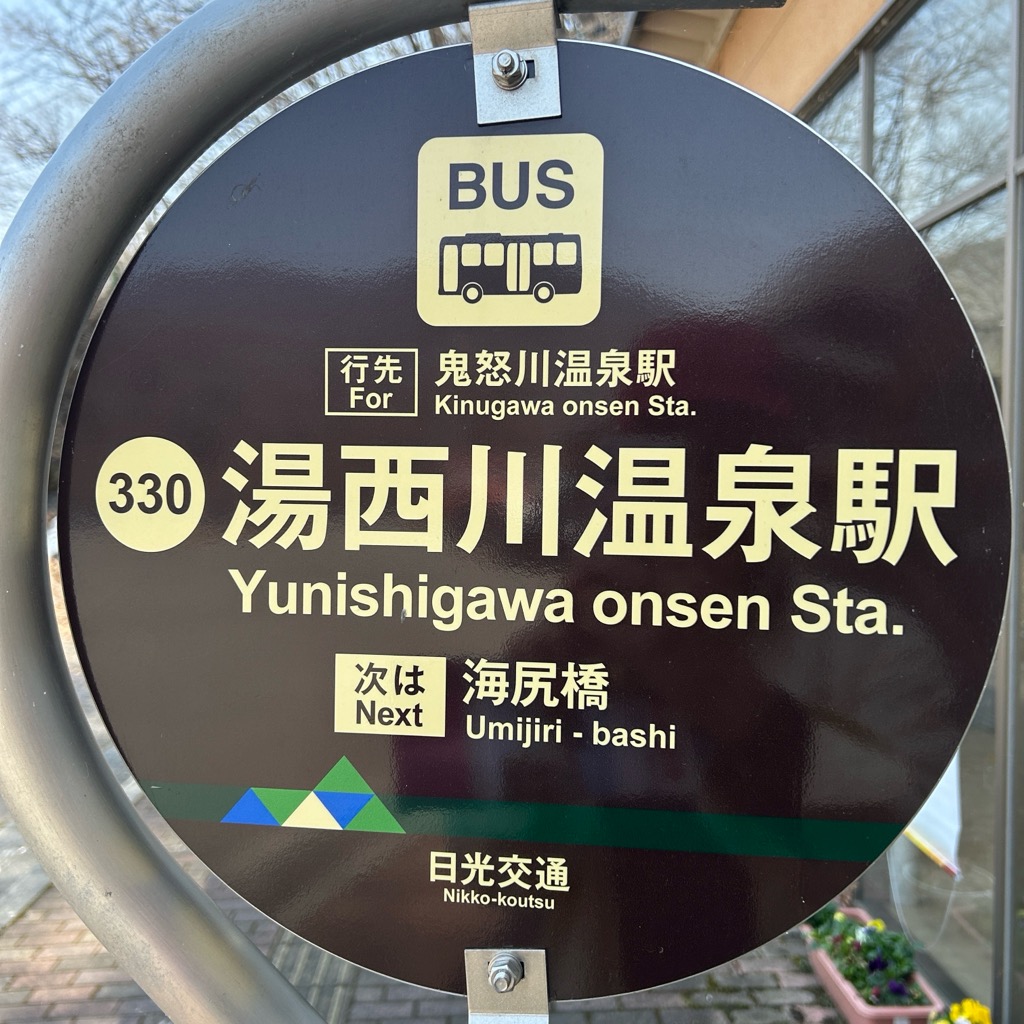 BUS
行先 鬼怒川温泉駅
For Kinugawa onsen Sta.
330 湯西川温泉駅
Yunishigawa onsen Sta.
次は 海尻橋
Next Umijiri - bashi
日光交通
Nikko-koutsu